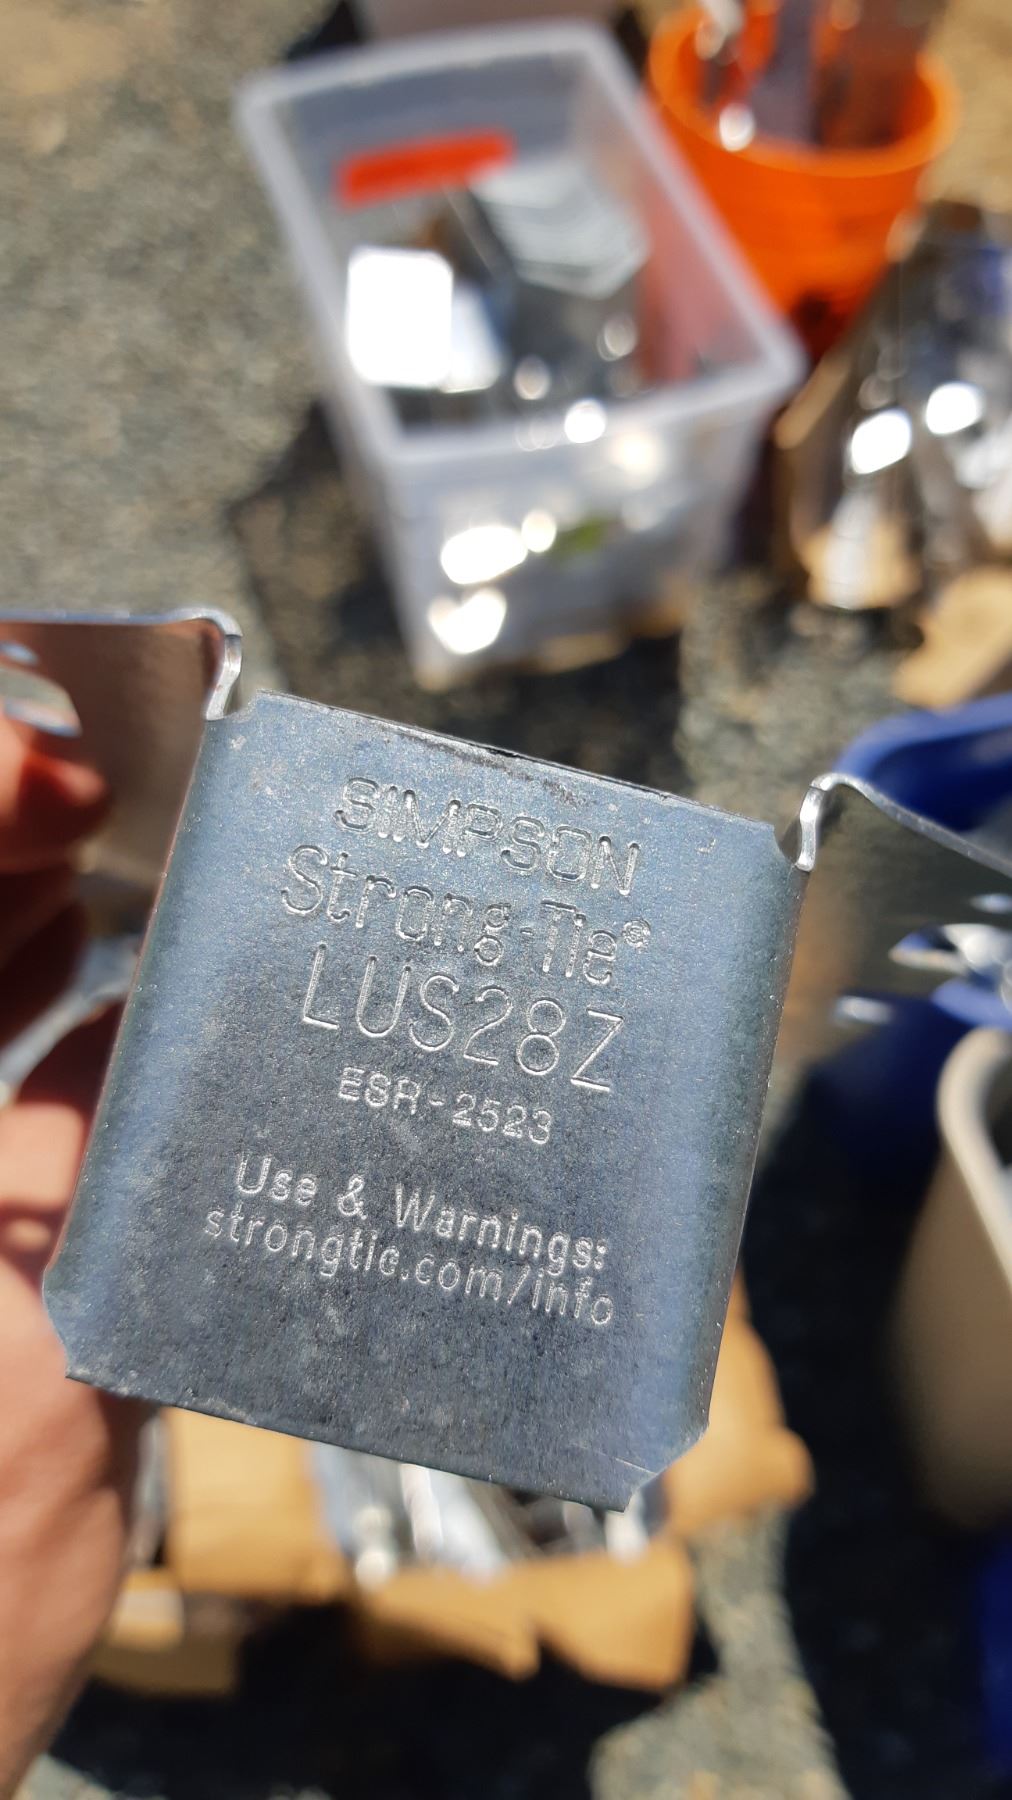 SIMPSON
Strong-Tie®
LUS28Z
ESR-2523
Use & Warnings:
strongtie.com/info